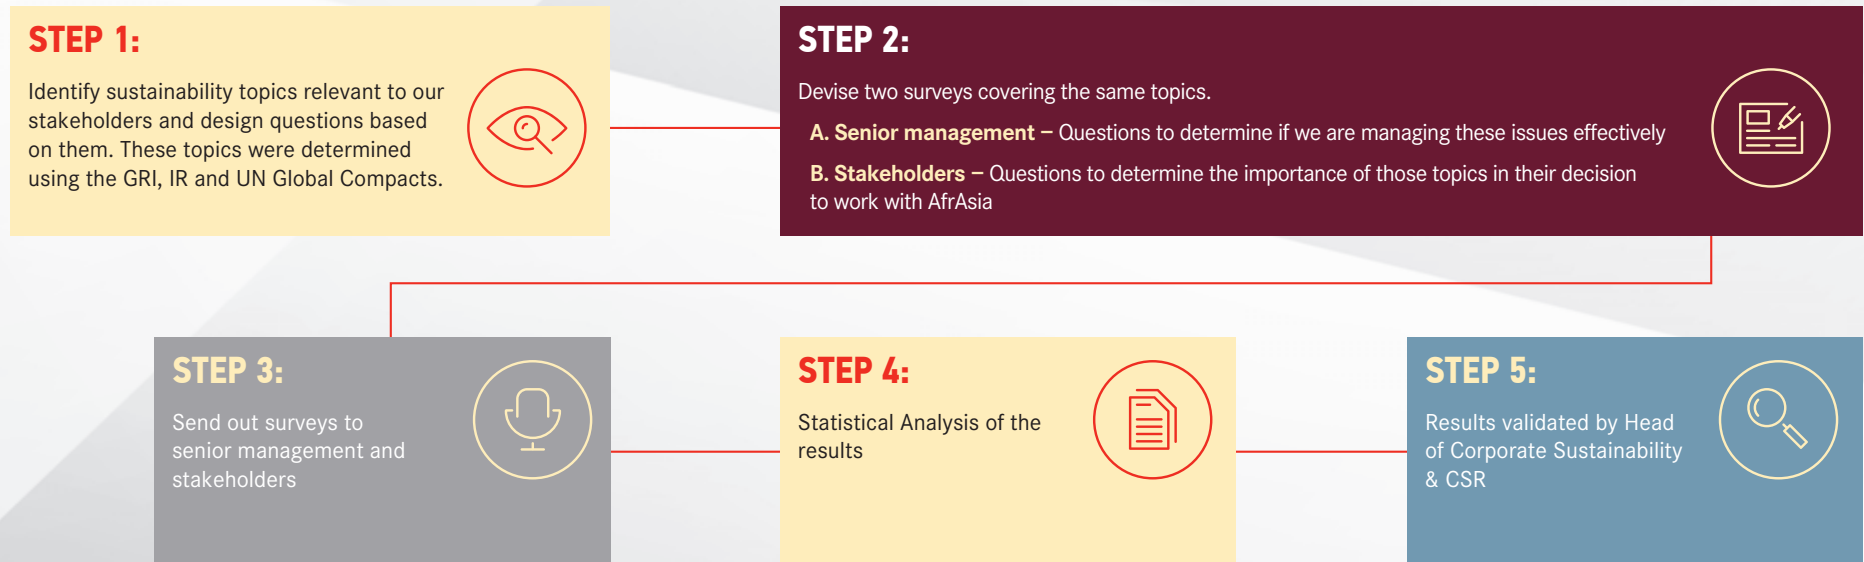 STEP 1:
Identify sustainability topics relevant to our
stakeholders and design questions based
on them. These topics were determined
using the GRI, IR and UN Global Compacts.
STEP 2:
Devise two surveys covering the same topics.
A. Senior management – Questions to determine if we are managing these issues effectively
B. Stakeholders – Questions to determine the importance of those topics in their decision
to work with AfrAsia
STEP 3:
Send out surveys to
senior management and
stakeholders
STEP 4:
Statistical Analysis of the
results
STEP 5:
Results validated by Head
of Corporate Sustainability
& CSR